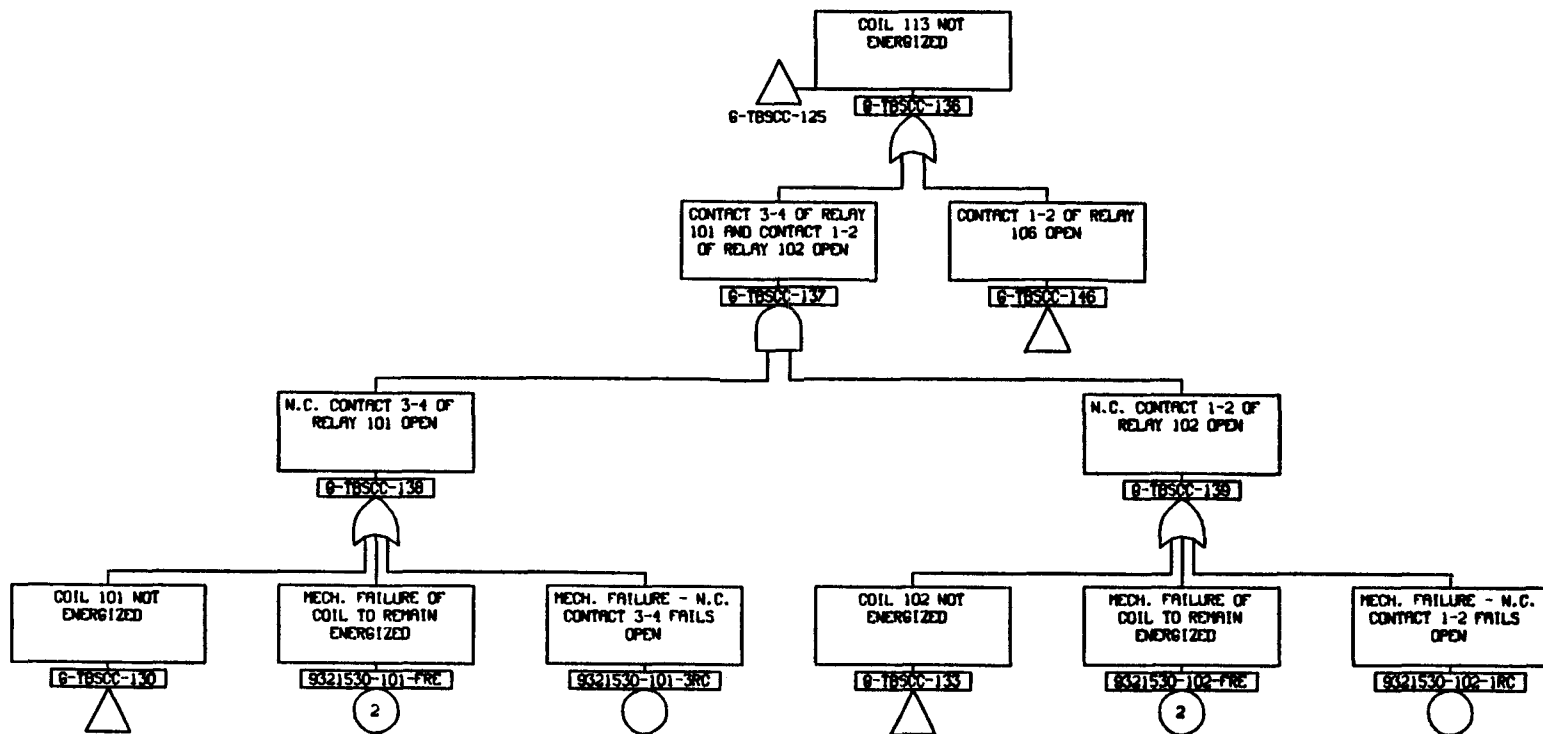 COIL 113 NOT
ENERGIZED
G-TBSCC-125
G-TBSCC-136
CONTACT 3-4 OF RELAY
101 AND CONTACT 1-2
OF RELAY 102 OPEN
G-TBSCC-137
CONTACT 1-2 OF RELAY
106 OPEN
G-TBSCC-146
N.C. CONTACT 3-4 OF
RELAY 101 OPEN
G-TBSCC-138
N.C. CONTACT 1-2 OF
RELAY 102 OPEN
G-TBSCC-139
COIL 101 NOT
ENERGIZED
G-TBSCC-130
MECH. FAILURE OF
COIL TO REMAIN
ENERGIZED
9321530-101-FRE
2
MECH. FAILURE - N.C.
CONTACT 3-4 FAILS
OPEN
9321530-101-3RC
COIL 102 NOT
ENERGIZED
G-TBSCC-133
MECH. FAILURE OF
COIL TO REMAIN
ENERGIZED
9321530-102-FRE
2
MECH. FAILURE - N.C.
CONTACT 1-2 FAILS
OPEN
9321530-102-1RC